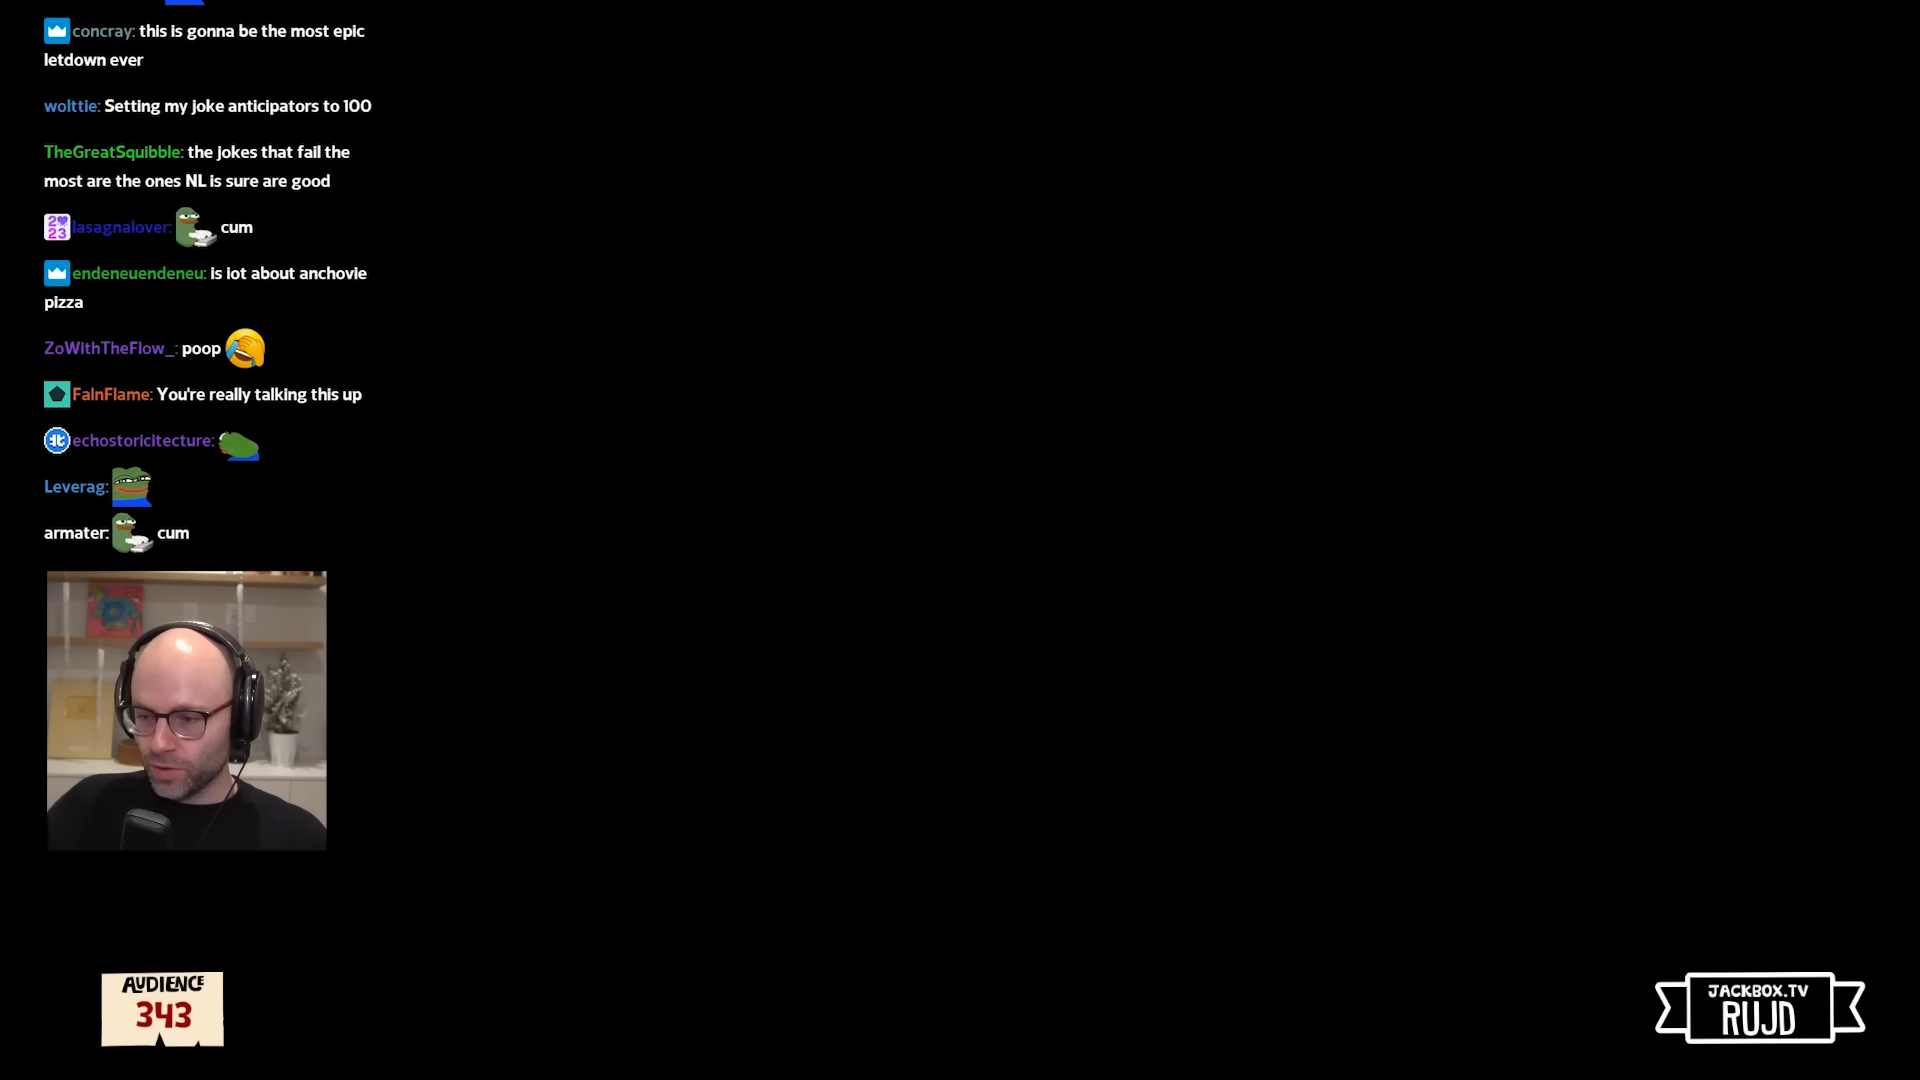 concray: this is gonna be the most epic
letdown ever
wolttie: Setting my joke anticipators to 100
TheGreatSquibble: the jokes that fail the
most are the ones NL is sure are good
2 23 lasagnalover: cum
endeneuendeneu: is iot about anchovie
pizza
ZoWithTheFlow_: poop
FainFlame: You're really talking this up
echostoricitecture:
Leverag:
armater: cum
AUDIENCE
343
JACKBOX.TV
RUJD